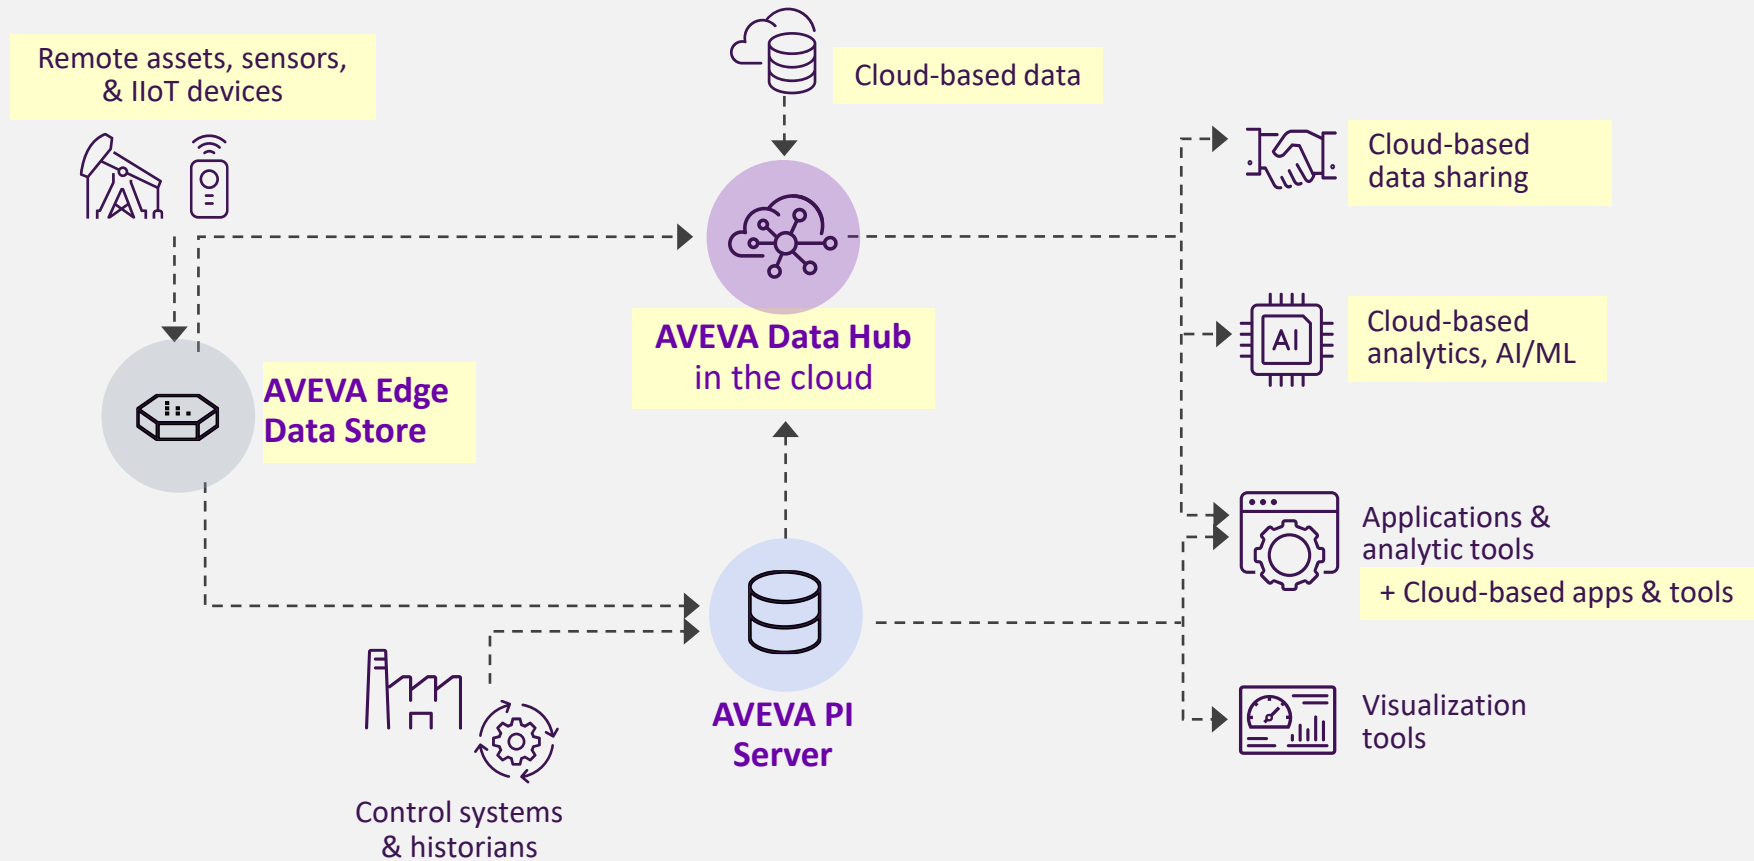 Remote assets, sensors,
& IIoT devices
Cloud-based data
Cloud-based
data sharing
AVEVA Data Hub
in the cloud
AI
Cloud-based
analytics, AI/ML
AVEVA Edge
Data Store
Applications &
analytic tools
+ Cloud-based apps & tools
AVEVA PI
Server
Visualization
tools
Control systems
& historians